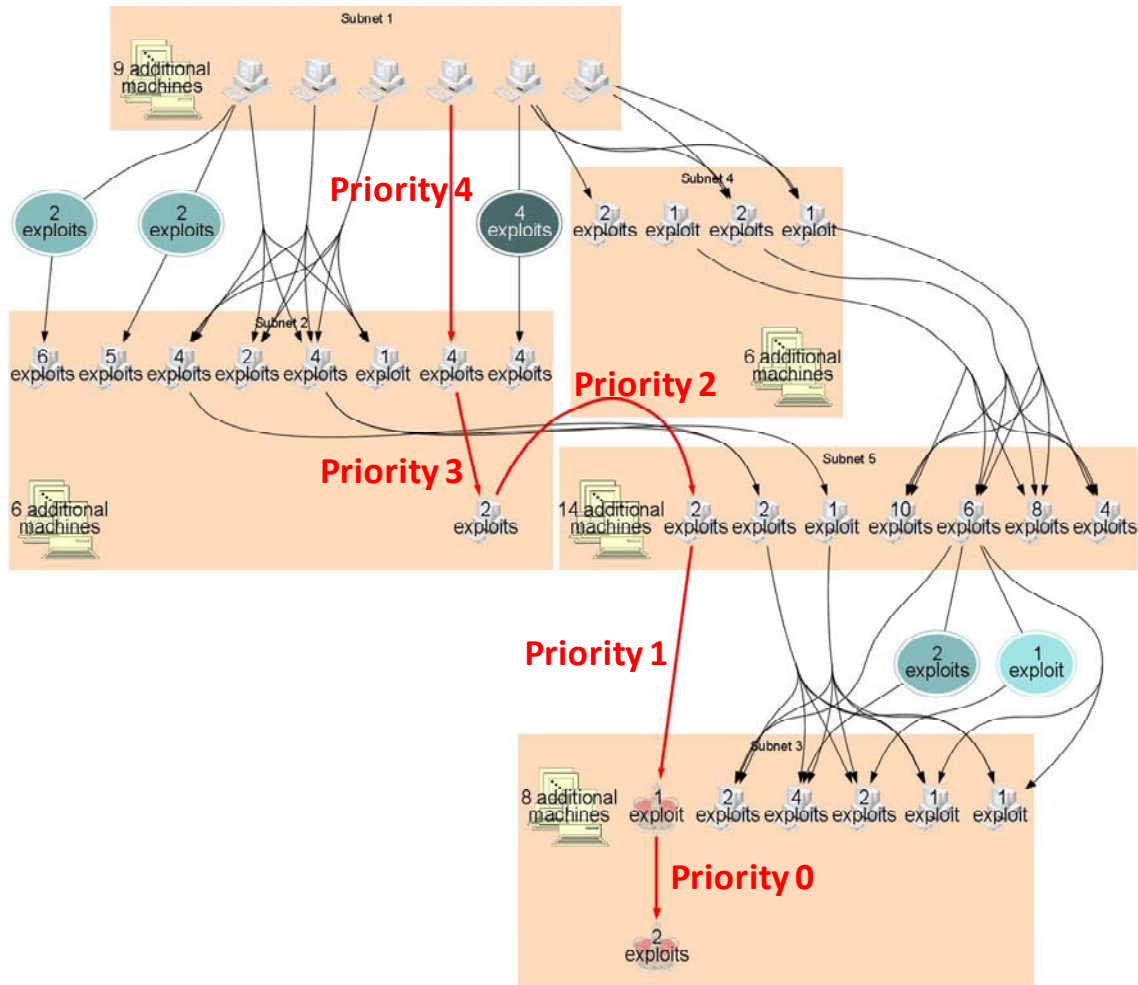 Subnet 1
9 additional
machines
Priority 4
Subnet 4
2
exploits
2
exploits
4
exploits
2
exploits
1
exploit
2
exploits
1
exploit
Subnet 2
6
exploits
5
exploits
4
exploits
2
exploits
4
exploits
1
exploit
4
exploits
4
exploits
6 additional
machines
Priority 2
Priority 3
Subnet 5
6 additional
machines
2
exploits
14 additional
machines
2
exploits
2
exploits
1
exploit
10
exploits
6
exploits
8
exploits
4
exploits
Priority 1
2
exploits
1
exploit
Subnet 3
8 additional
machines
1
exploit
2
exploits
4
exploits
2
exploits
1
exploit
1
exploit
Priority 0
2
exploits